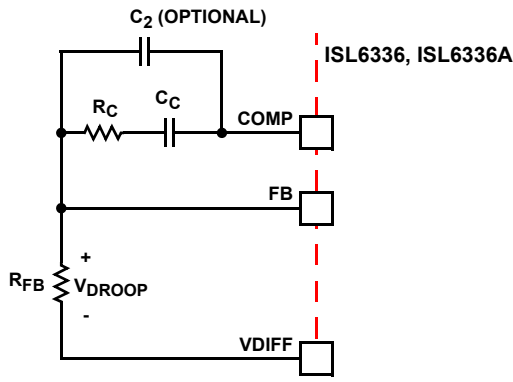 C2 (OPTIONAL)
ISL6336, ISL6336A
RC
CC
COMP
FB
+
RFB
VDROOP
-
VDIFF